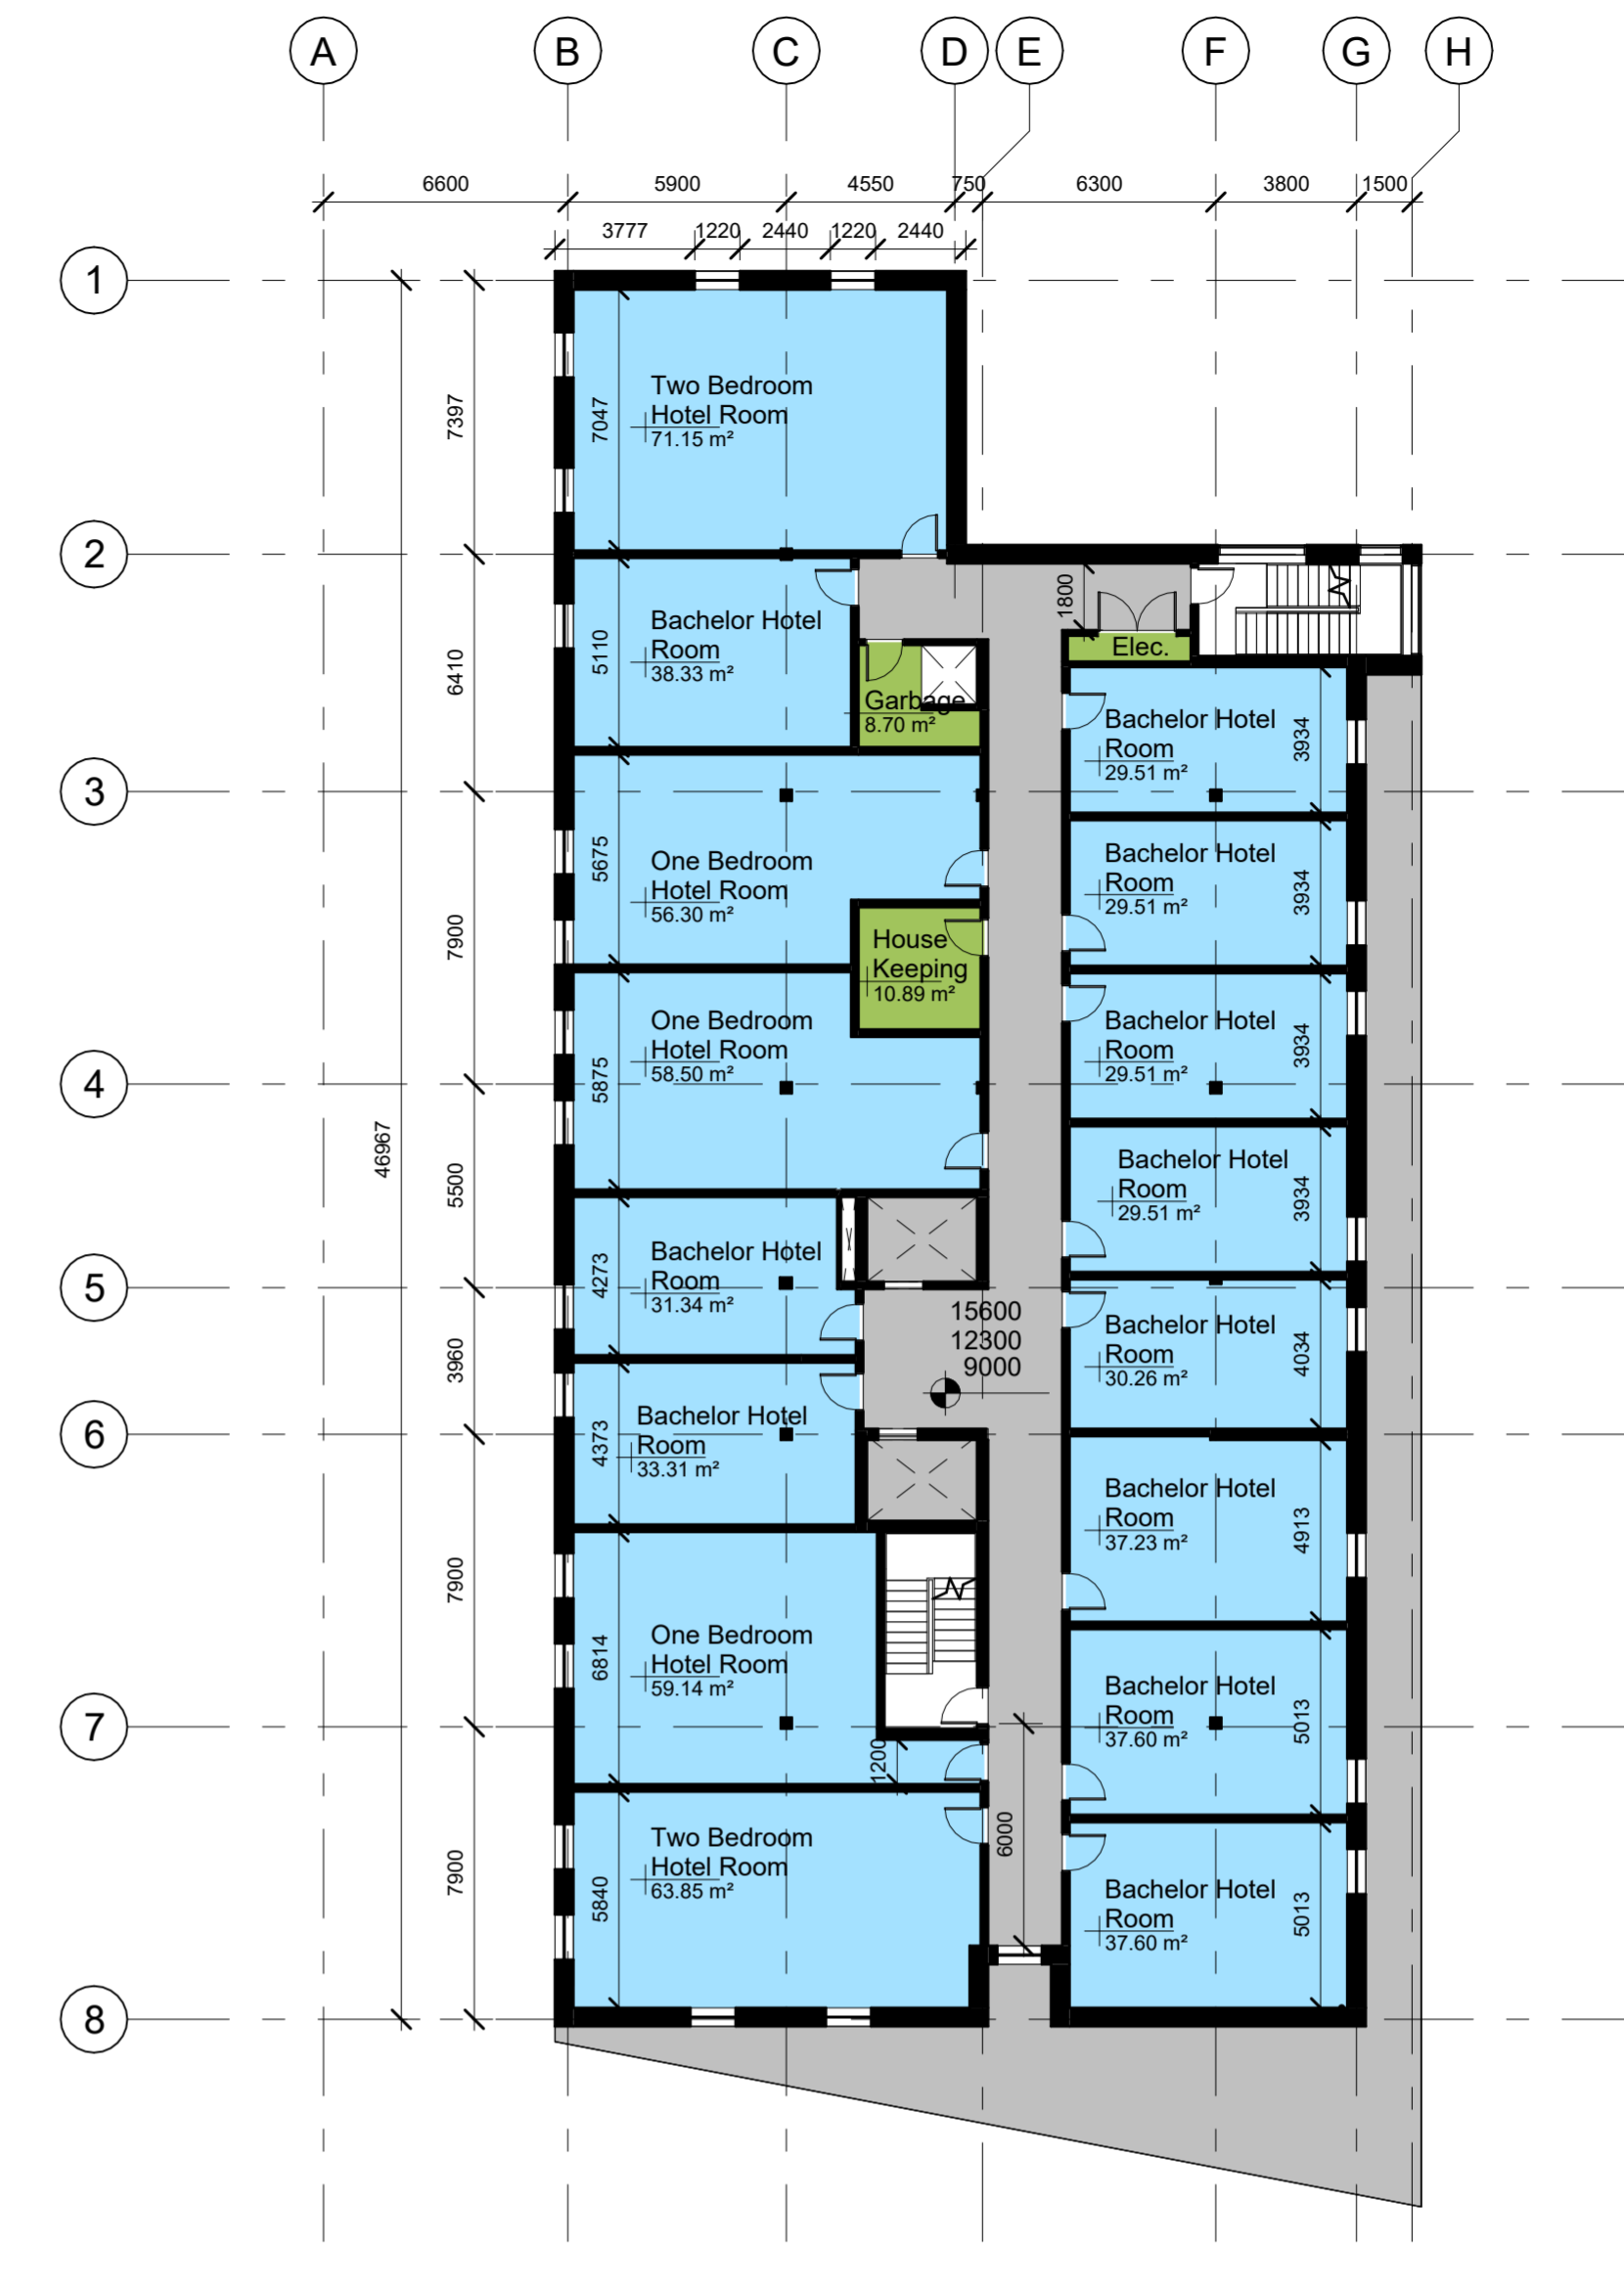 A
B
C
D
E
F
G
H
6600
5900
4550
750
6300
3800
1500
3777
1220
2440
1220
2440
1
2
3
4
5
6
7
8
46967
7397
6410
7900
5500
3960
7900
7900
7047
Two Bedroom
Hotel Room
71.15 m²
5110
Bachelor Hotel
Room
38.33 m²
1800
Elec.
Garbage
8.70 m²
5675
One Bedroom
Hotel Room
56.30 m²
House
Keeping
10.89 m²
5875
One Bedroom
Hotel Room
58.50 m²
4273
Bachelor Hotel
Room
31.34 m²
15600
12300
9000
4373
Bachelor Hotel
Room
33.31 m²
6814
One Bedroom
Hotel Room
59.14 m²
1200
6000
5840
Two Bedroom
Hotel Room
63.85 m²
Bachelor Hotel
Room
29.51 m²
3934
Bachelor Hotel
Room
29.51 m²
3934
Bachelor Hotel
Room
29.51 m²
3934
Bachelor Hotel
Room
29.51 m²
3934
Bachelor Hotel
Room
30.26 m²
4034
Bachelor Hotel
Room
37.23 m²
4913
Bachelor Hotel
Room
37.60 m²
5013
Bachelor Hotel
Room
37.60 m²
5013